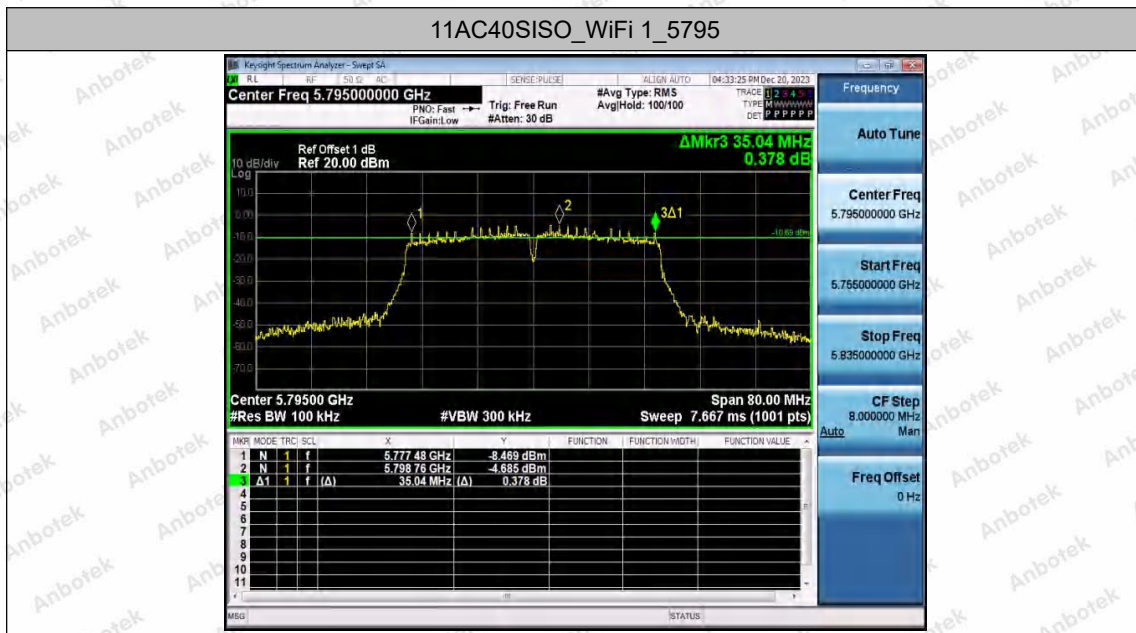 11AC40SISO_WiFi 1_5795
Keysight Spectrum Analyzer - Swept SA
RL RF 50 Ω AC SENSE:PULSE ALIGN AUTO 04:33:25 PM Dec 20, 2023
Center Freq 5.795000000 GHz
PNO: Fast
IFGain:Low
Trig: Free Run
#Atten: 30 dB
#Avg Type: RMS
Avg|Hold: 100/100
TRACE 1 2 3 4 5 6
TYPE M W W W W W
DET P P P P P P
ΔMkr3 35.04 MHz
0.378 dB
Ref Offset 1 dB
10 dB/div Ref 20.00 dBm
Log
10.0
0.00
-10.0
-20.0
-30.0
-40.0
-50.0
-60.0
-70.0
1
2
3Δ1
-10.69 dBm
Center 5.79500 GHz Span 80.00 MHz
#Res BW 100 kHz #VBW 300 kHz Sweep 7.667 ms (1001 pts)
MKR MODE TRC SCL X Y FUNCTION FUNCTION WIDTH FUNCTION VALUE
1 N 1 f 5.777 48 GHz -8.469 dBm
2 N 1 f 5.798 76 GHz -4.685 dBm
3 Δ1 1 f (Δ) 35.04 MHz (Δ) 0.378 dB
4
5
6
7
8
9
10
11
MSG STATUS
Frequency
Auto Tune
Center Freq
5.795000000 GHz
Start Freq
5.755000000 GHz
Stop Freq
5.835000000 GHz
CF Step
8.000000 MHz
Auto Man
Freq Offset
0 Hz
Anbotek